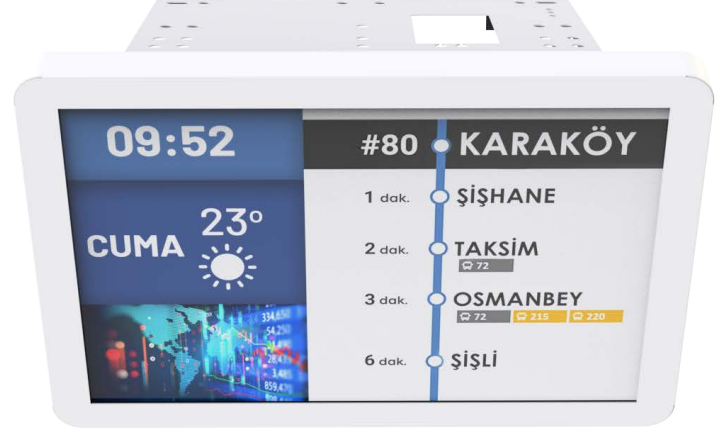 09:52
CUMA 23°
#80 KARAKÖY
1 dak. ŞİŞHANE
2 dak. TAKSİM
72
3 dak. OSMANBEY
72 215 220
6 dak. ŞİŞLİ